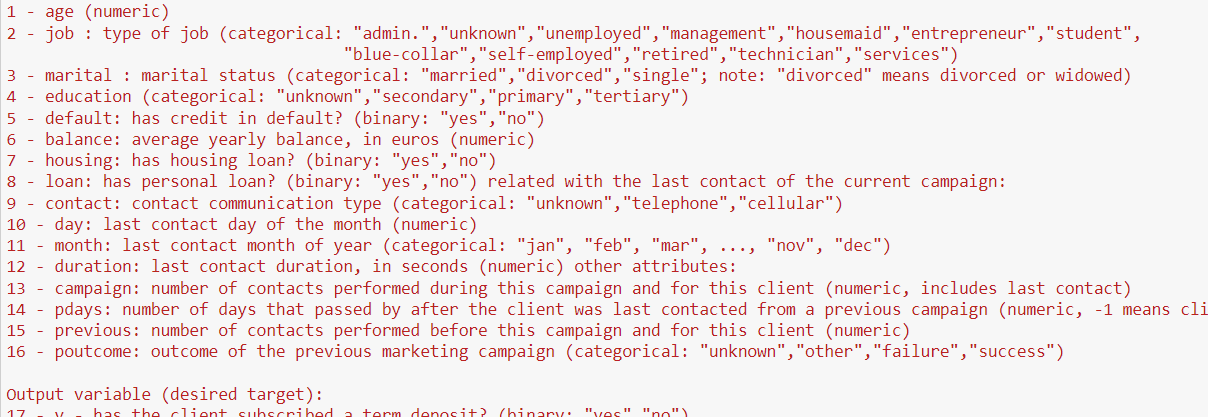 1 - age (numeric)
2 - job : type of job (categorical: "admin.","unknown","unemployed","management","housemaid","entrepreneur","student",
"blue-collar","self-employed","retired","technician","services")
3 - marital : marital status (categorical: "married","divorced","single"; note: "divorced" means divorced or widowed)
4 - education (categorical: "unknown","secondary","primary","tertiary")
5 - default: has credit in default? (binary: "yes","no")
6 - balance: average yearly balance, in euros (numeric)
7 - housing: has housing loan? (binary: "yes","no")
8 - loan: has personal loan? (binary: "yes","no") related with the last contact of the current campaign:
9 - contact: contact communication type (categorical: "unknown","telephone","cellular")
10 - day: last contact day of the month (numeric)
11 - month: last contact month of year (categorical: "jan", "feb", "mar", ..., "nov", "dec")
12 - duration: last contact duration, in seconds (numeric) other attributes:
13 - campaign: number of contacts performed during this campaign and for this client (numeric, includes last contact)
14 - pdays: number of days that passed by after the client was last contacted from a previous campaign (numeric, -1 means cli
15 - previous: number of contacts performed before this campaign and for this client (numeric)
16 - poutcome: outcome of the previous marketing campaign (categorical: "unknown","other","failure","success")
Output variable (desired target):
17 - y - has the client subscribed a term deposit? (binary: "yes","no")